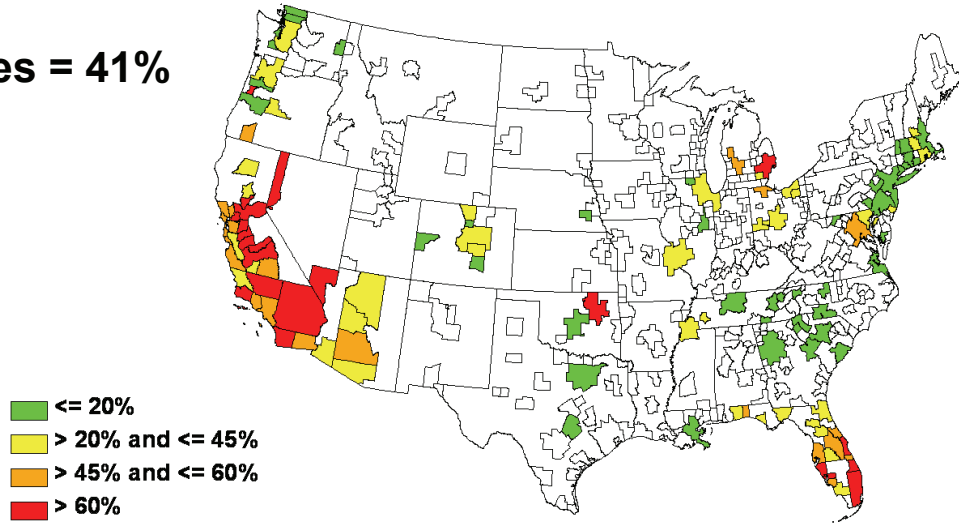 es = 41%
<= 20%
> 20% and <= 45%
> 45% and <= 60%
> 60%